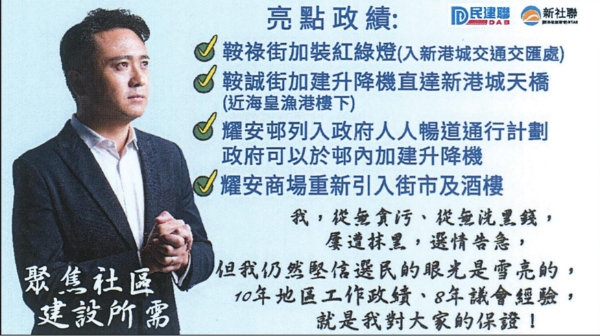 亮點政績:
民建聯
DAB
新社聯
鞍祿街加裝紅綠燈(入新港城交通交匯處)
鞍誠街加建升降機直達新港城天橋
(近海皇漁港樓下)
耀安邨列入政府人人暢道通行計劃
政府可以於邨內加建升降機
耀安商場重新引入街市及酒樓
我，從無貪污、從無洗黑錢，
屢遭抹黑，選情告急，
但我仍然堅信選民的眼光是雪亮的，
10年地區工作政績、8年議會經驗，
就是我對大家的保證！
聚焦社區
建設所需